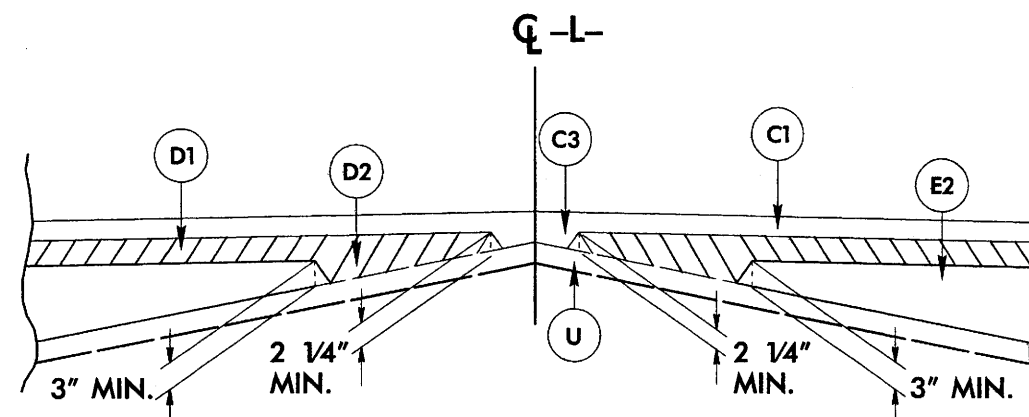 ℄ -L-
D1
D2
C3
C1
E2
U
3" MIN.
2 1/4"
MIN.
2 1/4"
MIN.
3" MIN.